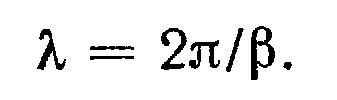 λ = 2π/β.